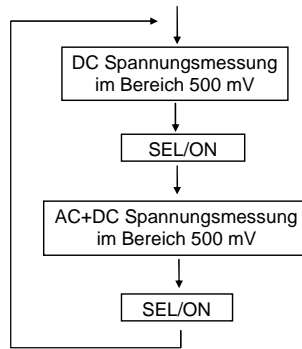 DC Spannungsmessung
im Bereich 500 mV
SEL/ON
AC+DC Spannungsmessung
im Bereich 500 mV
SEL/ON